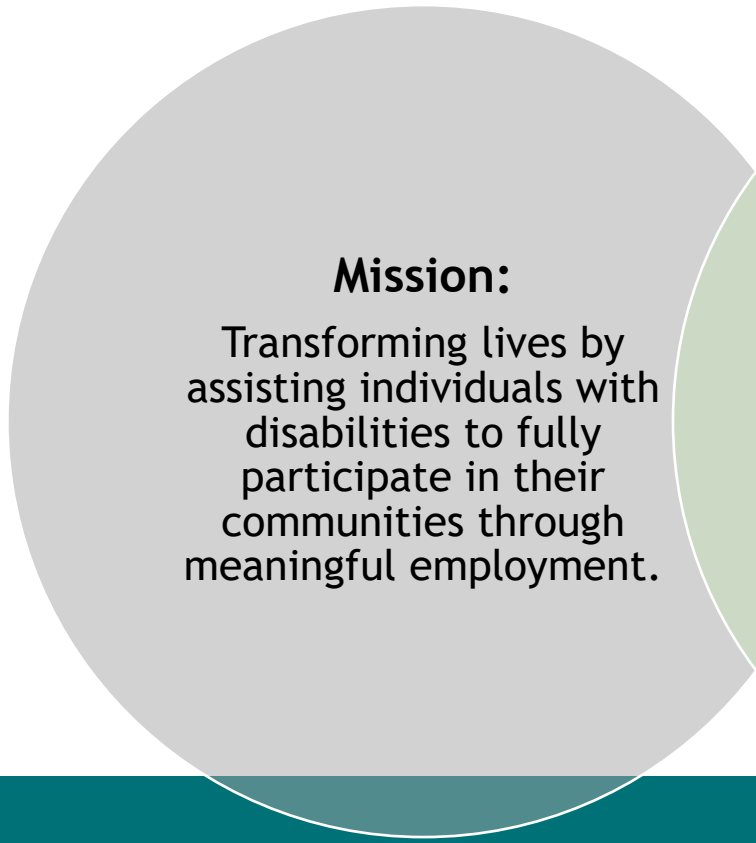 Mission:
Transforming lives by
assisting individuals with
disabilities to fully
participate in their
communities through
meaningful employment.